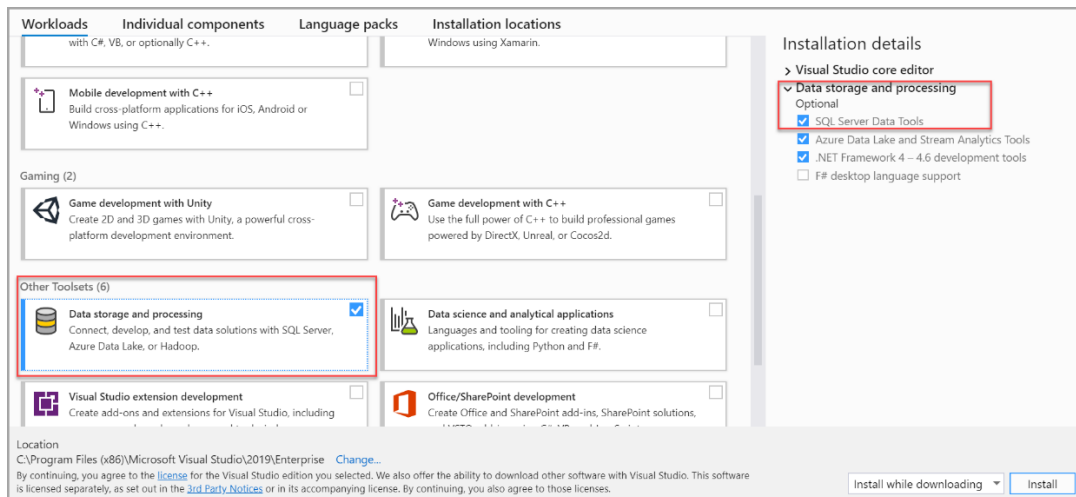 Workloads Individual components Language packs Installation locations
with C#, VB, or optionally C++.
Windows using Xamarin.
Mobile development with C++
Build cross-platform applications for iOS, Android or
Windows using C++.
Gaming (2)
Game development with Unity
Create 2D and 3D games with Unity, a powerful cross-
platform development environment.
Game development with C++
Use the full power of C++ to build professional games
powered by DirectX, Unreal, or Cocos2d.
Other Toolsets (6)
Data storage and processing
Connect, develop, and test data solutions with SQL Server,
Azure Data Lake, or Hadoop.
Data science and analytical applications
Languages and tooling for creating data science
applications, including Python and F#.
Visual Studio extension development
Create add-ons and extensions for Visual Studio, including
Office/SharePoint development
Create Office and SharePoint add-ins, SharePoint solutions,
Installation details
Visual Studio core editor
Data storage and processing
Optional
SQL Server Data Tools
Azure Data Lake and Stream Analytics Tools
.NET Framework 4 – 4.6 development tools
F# desktop language support
Location
C:\Program Files (x86)\Microsoft Visual Studio\2019\Enterprise Change...
By continuing, you agree to the license for the Visual Studio edition you selected. We also offer the ability to download other software with Visual Studio. This software
is licensed separately, as set out in the 3rd Party Notices or in its accompanying license. By continuing, you also agree to those licenses.
Install while downloading
Install